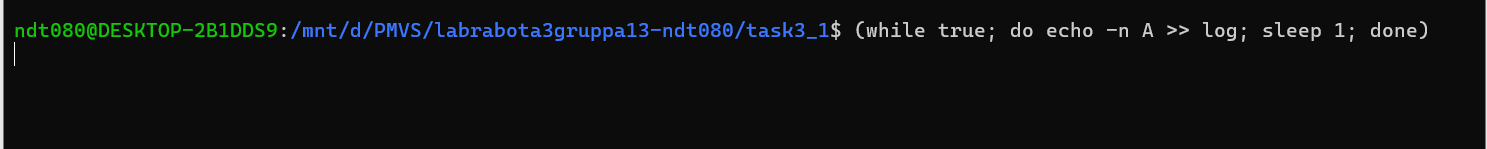 ndt080@DESKTOP-2B1DDS9:/mnt/d/PMVS/labrabota3gruppa13-ndt080/task3_1$ (while true; do echo -n A >> log; sleep 1; done)